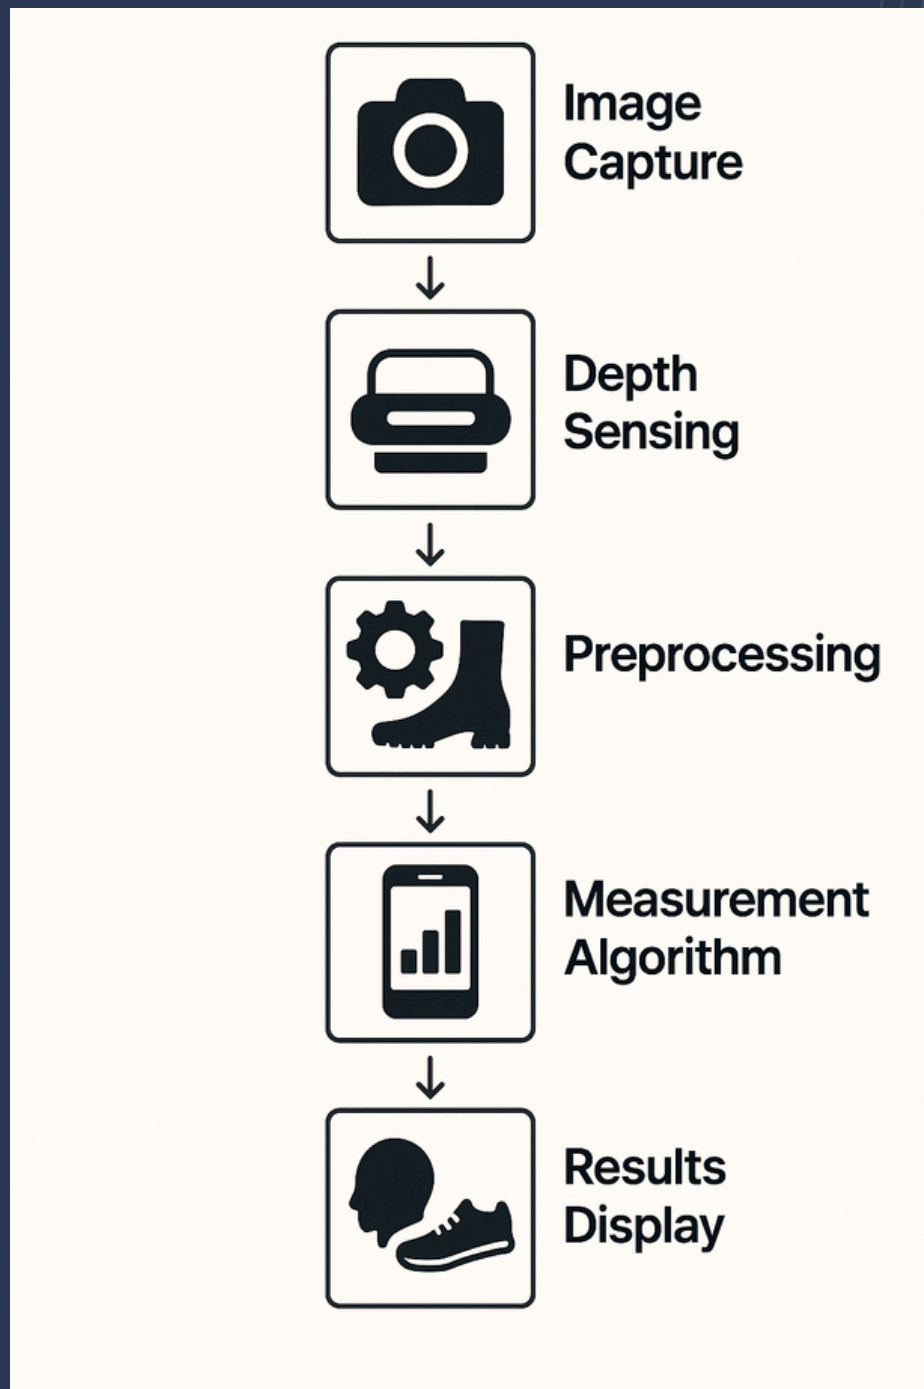 Image
Capture
Depth
Sensing
Preprocessing
Measurement
Algorithm
Results
Display